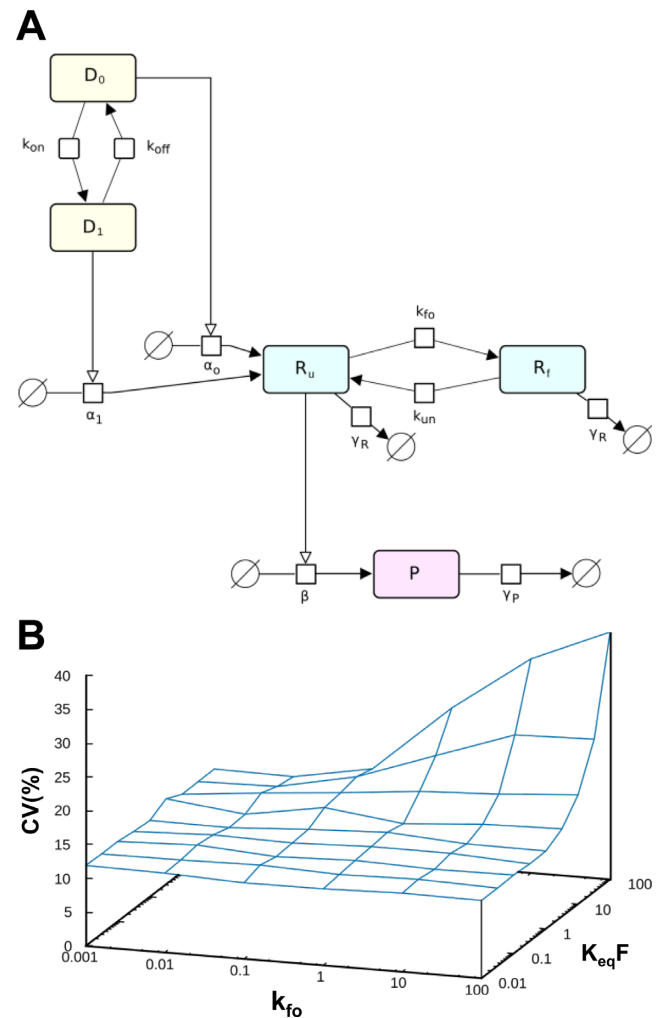 A
D₀
kon koff
D₁
kfo
αo Ru Rf
α₁ kun
γR γR
P
β γP
B
40
35
30
25
20
15
10
5
0
CV(%)
0.001 0.01 0.1 1 10 100
kfo
0.01 0.1 1 10 100
KeqF